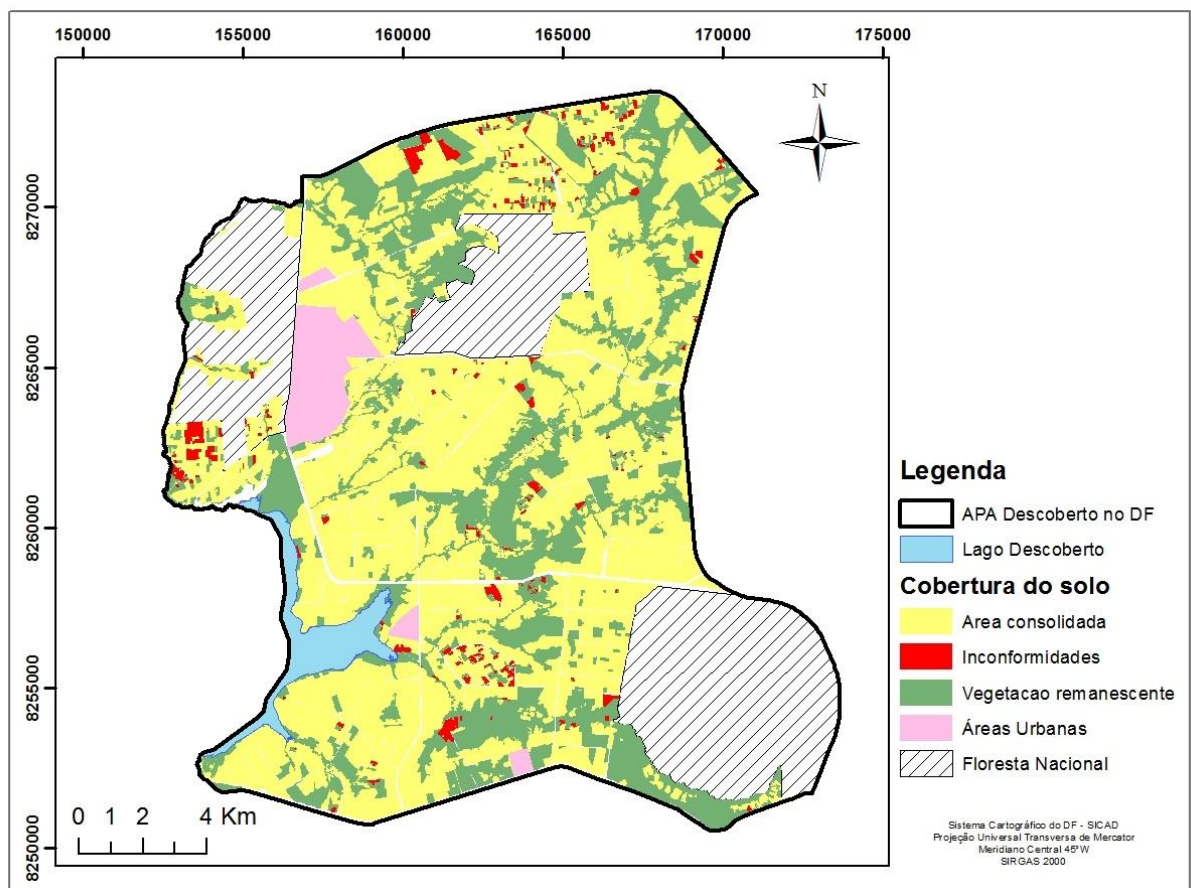 150000 155000 160000 165000 170000 175000
N
8270000
8265000
8260000
8255000
8250000
0 1 2 4 Km
Legenda
APA Descoberto no DF
Lago Descoberto
Cobertura do solo
Area consolidada
Inconformidades
Vegetacao remanescente
Áreas Urbanas
Floresta Nacional
Sistema Cartográfico do DF - SICAD
Projeção Universal Transversa de Mercator
Meridiano Central 45°W
SIRGAS 2000